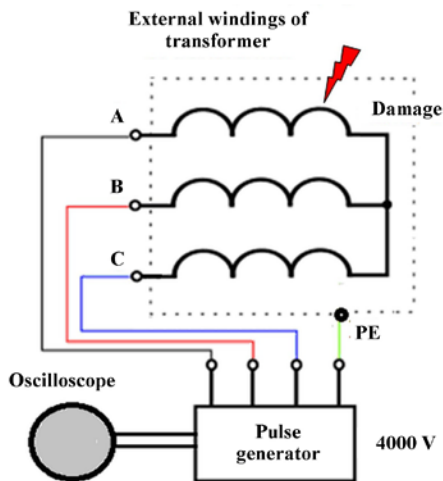 External windings of
transformer
Damage
A
B
C
PE
Oscilloscope
Pulse
generator
4000 V